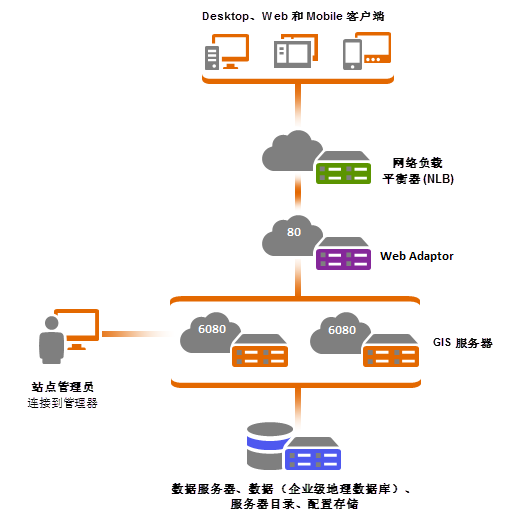 Desktop、Web 和 Mobile 客户端
网络负载
平衡器 (NLB)
80
Web Adaptor
6080
6080
GIS 服务器
站点管理员
连接到管理器
数据服务器、数据（企业级地理数据库）、
服务器目录、配置存储